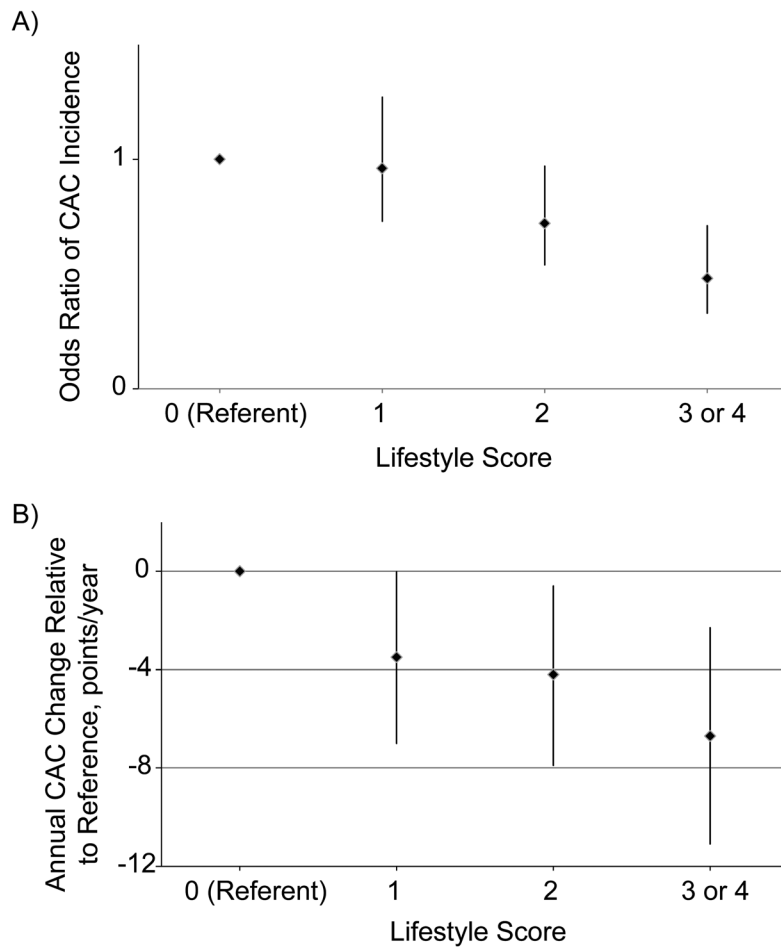 A)
Odds Ratio of CAC Incidence
1
0
0 (Referent)
1
2
3 or 4
Lifestyle Score
B)
Annual CAC Change Relative
to Reference, points/year
0
-4
-8
-12
0 (Referent)
1
2
3 or 4
Lifestyle Score